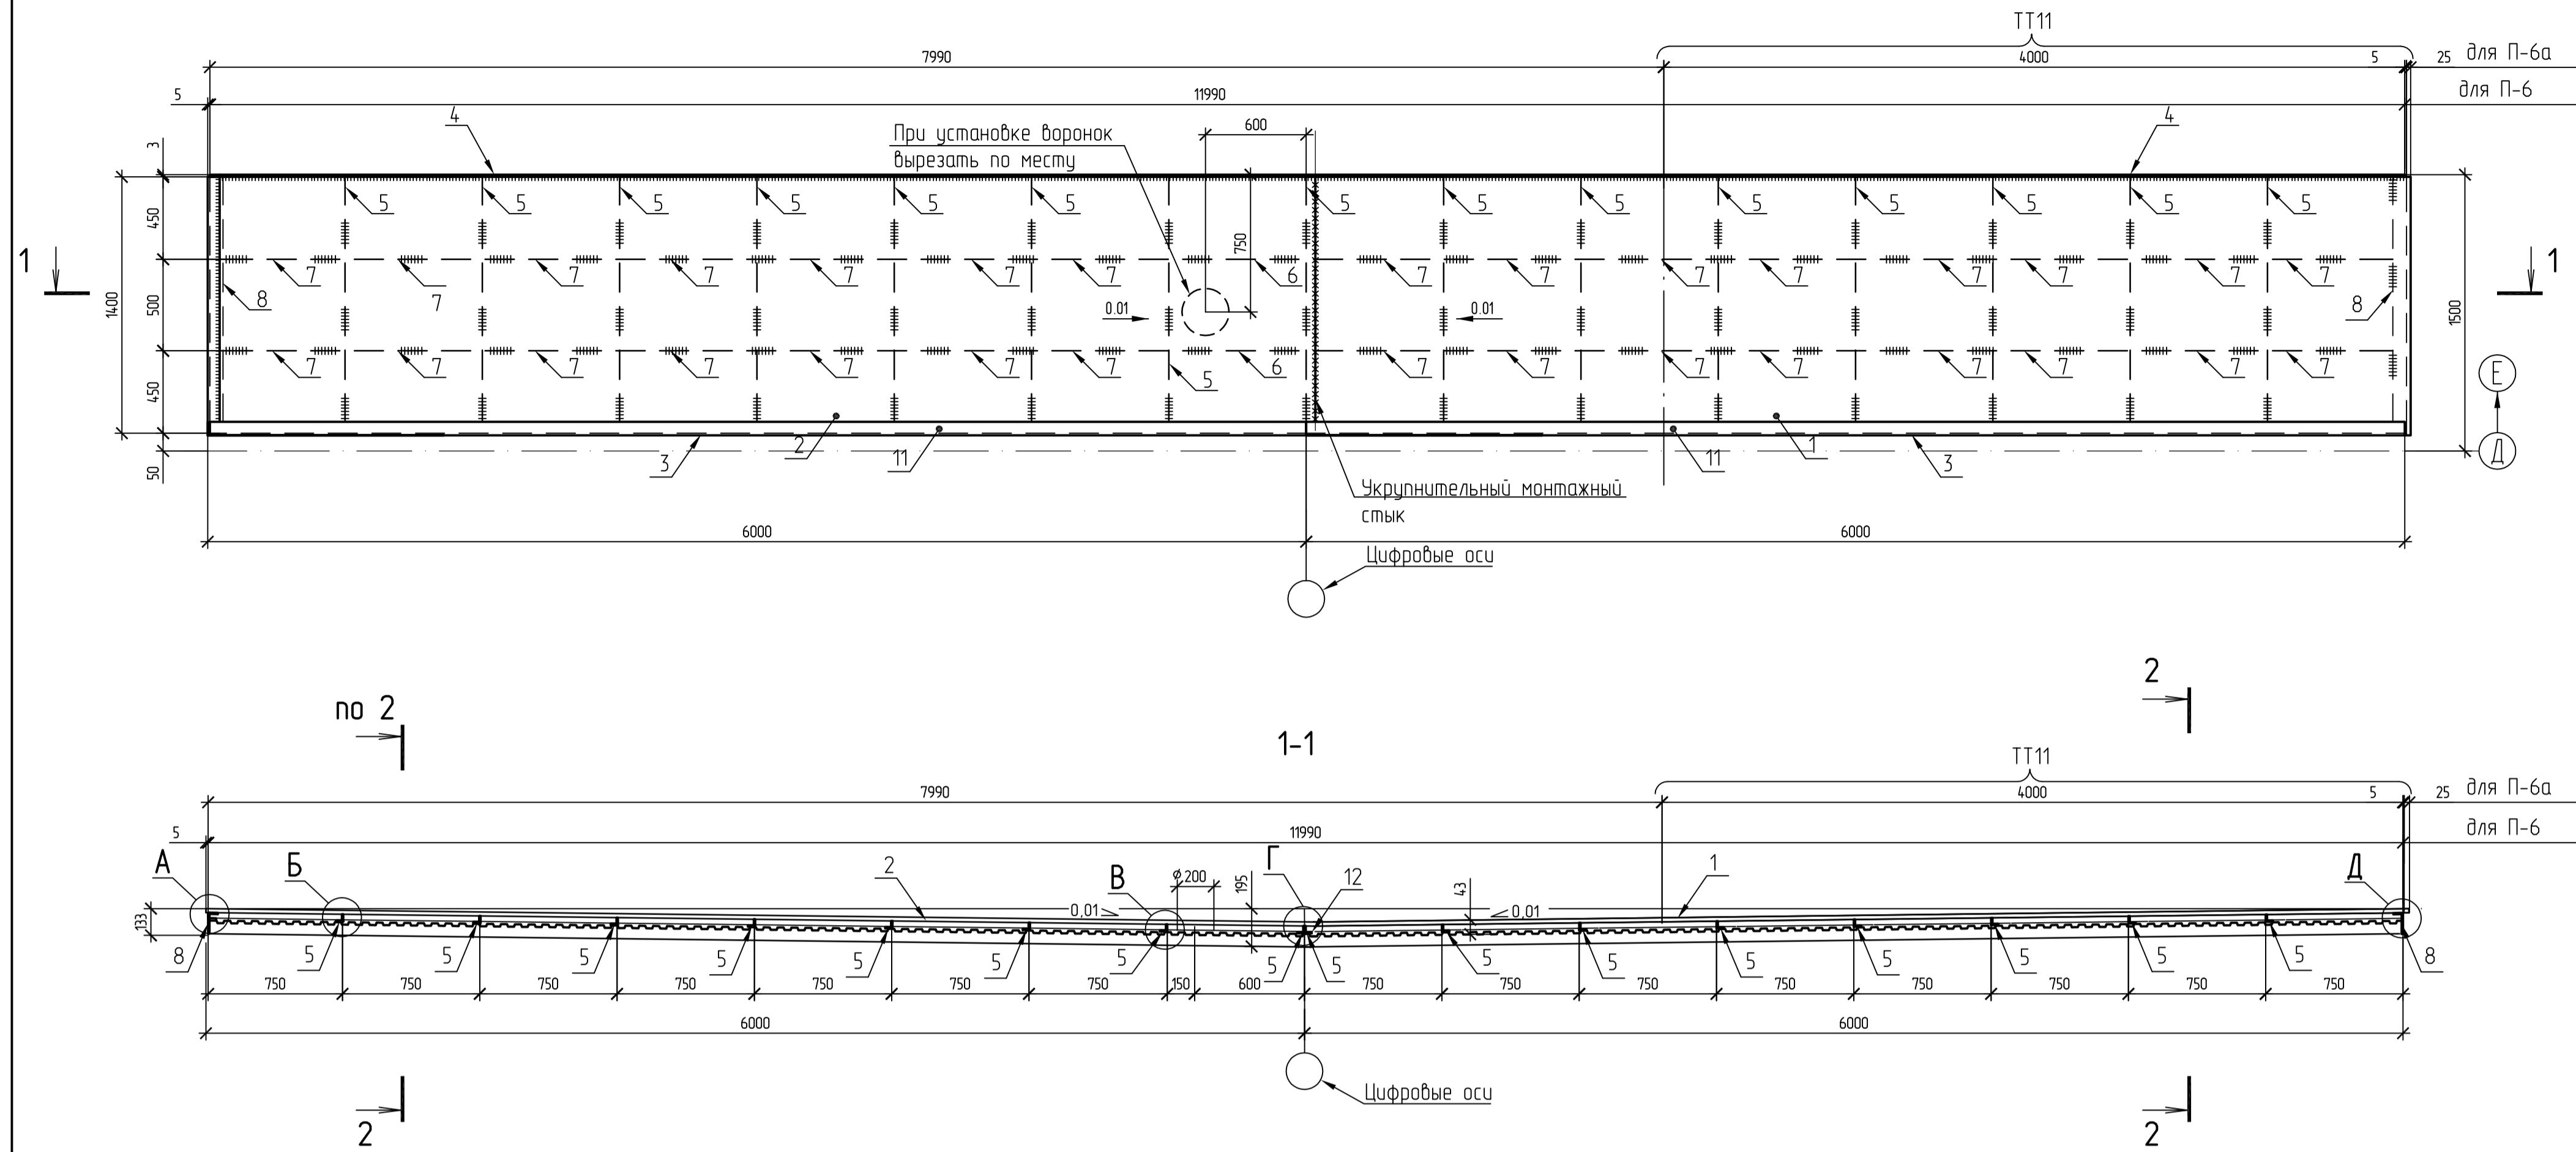 ТТ11
7990
4000
5
25
для П-6а
5
11990
для П-6
4
При установке воронок
вырезать по месту
600
4
3
5 5 5 5 5 5 5 5 5 5 5 5 5 5
450
750
1
7 7 7 7 7 7 7 6 7 7 7 7 7 7 7 7
1
8
8
1400
500
0.01
0.01
1500
7 7 7 7 7 7 7 6 7 7 7 7 7 7 7 7
5
Е
450
2
1
3
11
11
3
Д
50
Укрупнительный монтажный
стык
6000
6000
Цифровые оси
2
по 2
1-1
ТТ11
7990
4000
5
25
для П-6а
5
11990
для П-6
А
Б
2
В
ϕ200
195
Г
12
43
1
Д
133
0,01
0,01
8
5 5 5 5 5 5 5 5 5 5 5 5 5 5 5 5
8
750 750 750 750 750 750 750 150 600 750 750 750 750 750 750 750 750
6000
6000
Цифровые оси
2
2